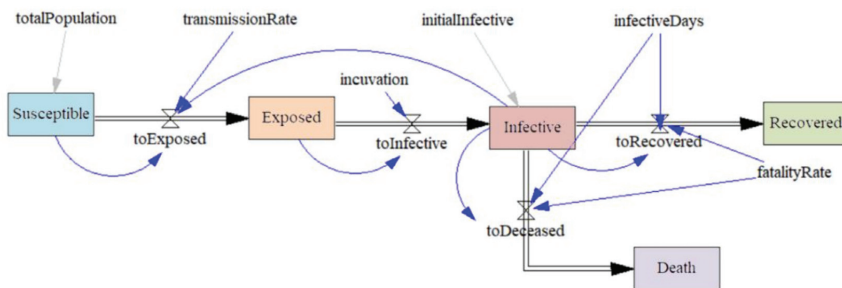 totalPopulation
transmissionRate
initialInfective
infectiveDays
incuvation
Susceptible
Exposed
Infective
Recovered
toExposed
toInfective
toRecovered
fatalityRate
toDeceased
Death